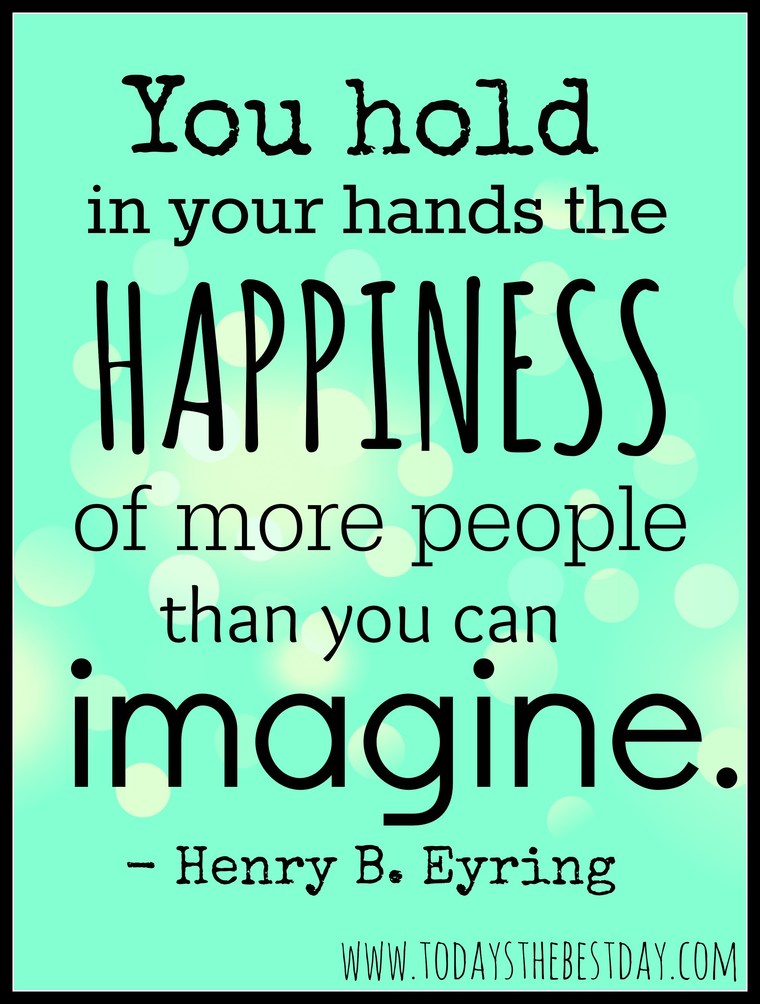 You hold
in your hands the
HAPPINESS
of more people
than you can
imagine.
- Henry B. Eyring
WWW.TODAYSTHEBESTDAY.COM